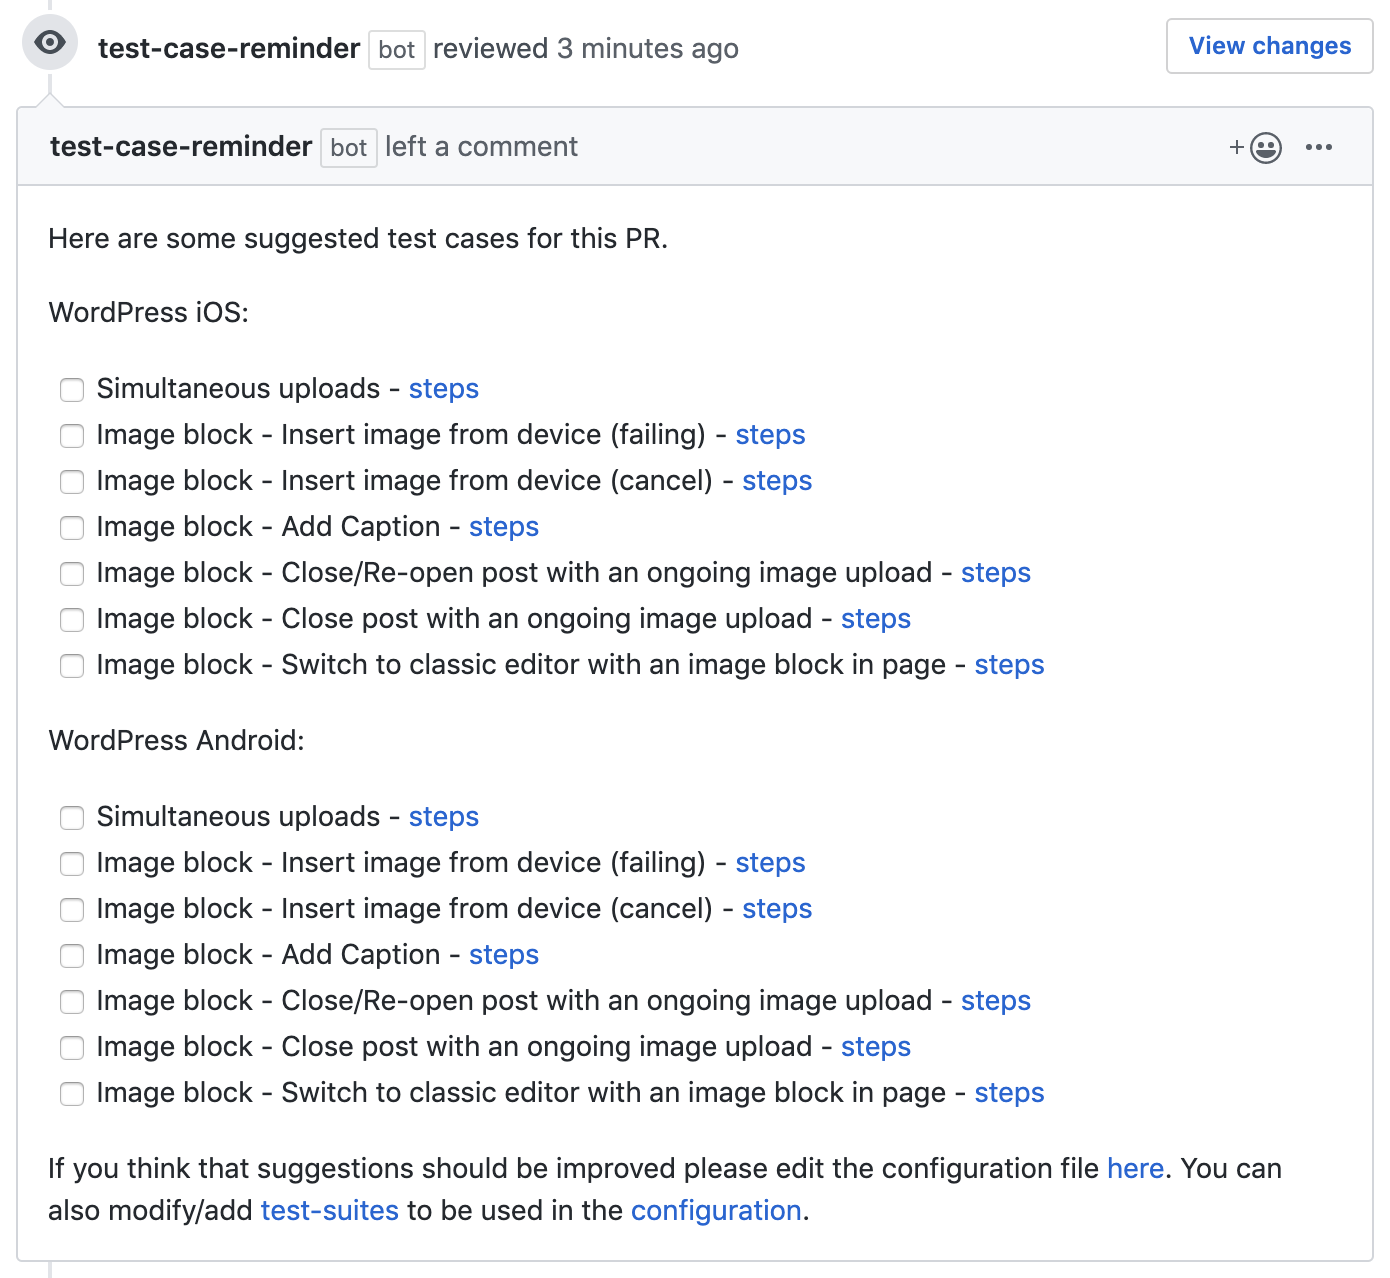 test-case-reminder bot reviewed 3 minutes ago
View changes
test-case-reminder bot left a comment
Here are some suggested test cases for this PR.
WordPress iOS:
Simultaneous uploads - steps
Image block - Insert image from device (failing) - steps
Image block - Insert image from device (cancel) - steps
Image block - Add Caption - steps
Image block - Close/Re-open post with an ongoing image upload - steps
Image block - Close post with an ongoing image upload - steps
Image block - Switch to classic editor with an image block in page - steps
WordPress Android:
Simultaneous uploads - steps
Image block - Insert image from device (failing) - steps
Image block - Insert image from device (cancel) - steps
Image block - Add Caption - steps
Image block - Close/Re-open post with an ongoing image upload - steps
Image block - Close post with an ongoing image upload - steps
Image block - Switch to classic editor with an image block in page - steps
If you think that suggestions should be improved please edit the configuration file here. You can
also modify/add test-suites to be used in the configuration.